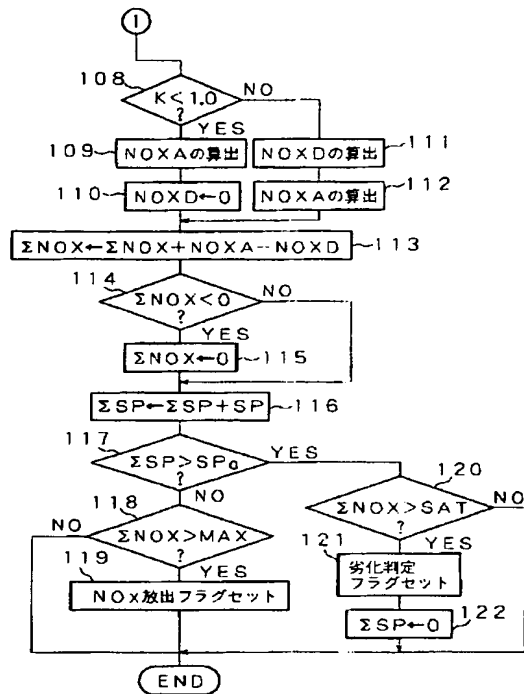 1
108
K<1.0
?
NO
YES
109
NOXAの算出
NOXDの算出
111
110
NOXD←0
NOXAの算出
112
ΣNOX←ΣNOX+NOXA-NOXD
113
114
ΣNOX<0
?
NO
YES
ΣNOX←0
115
ΣSP←ΣSP+SP
116
117
ΣSP>SP₀
?
YES
NO
118
120
NO
ΣNOX>MAX
?
YES
ΣNOX>SAT
?
NO
YES
119
NOx放出フラグセット
121
劣化判定
フラグセット
ΣSP←0
122
END